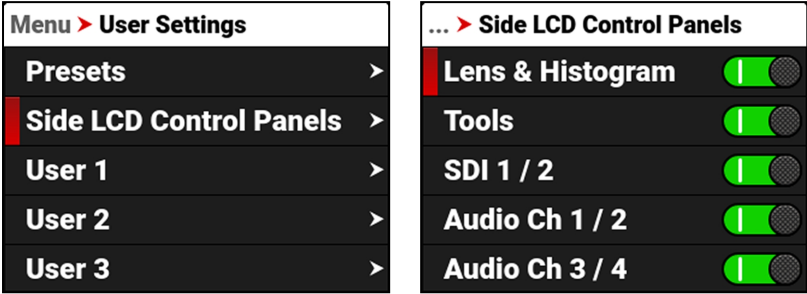 Menu > User Settings
Presets
Side LCD Control Panels
User 1
User 2
User 3
... > Side LCD Control Panels
Lens & Histogram
Tools
SDI 1 / 2
Audio Ch 1 / 2
Audio Ch 3 / 4